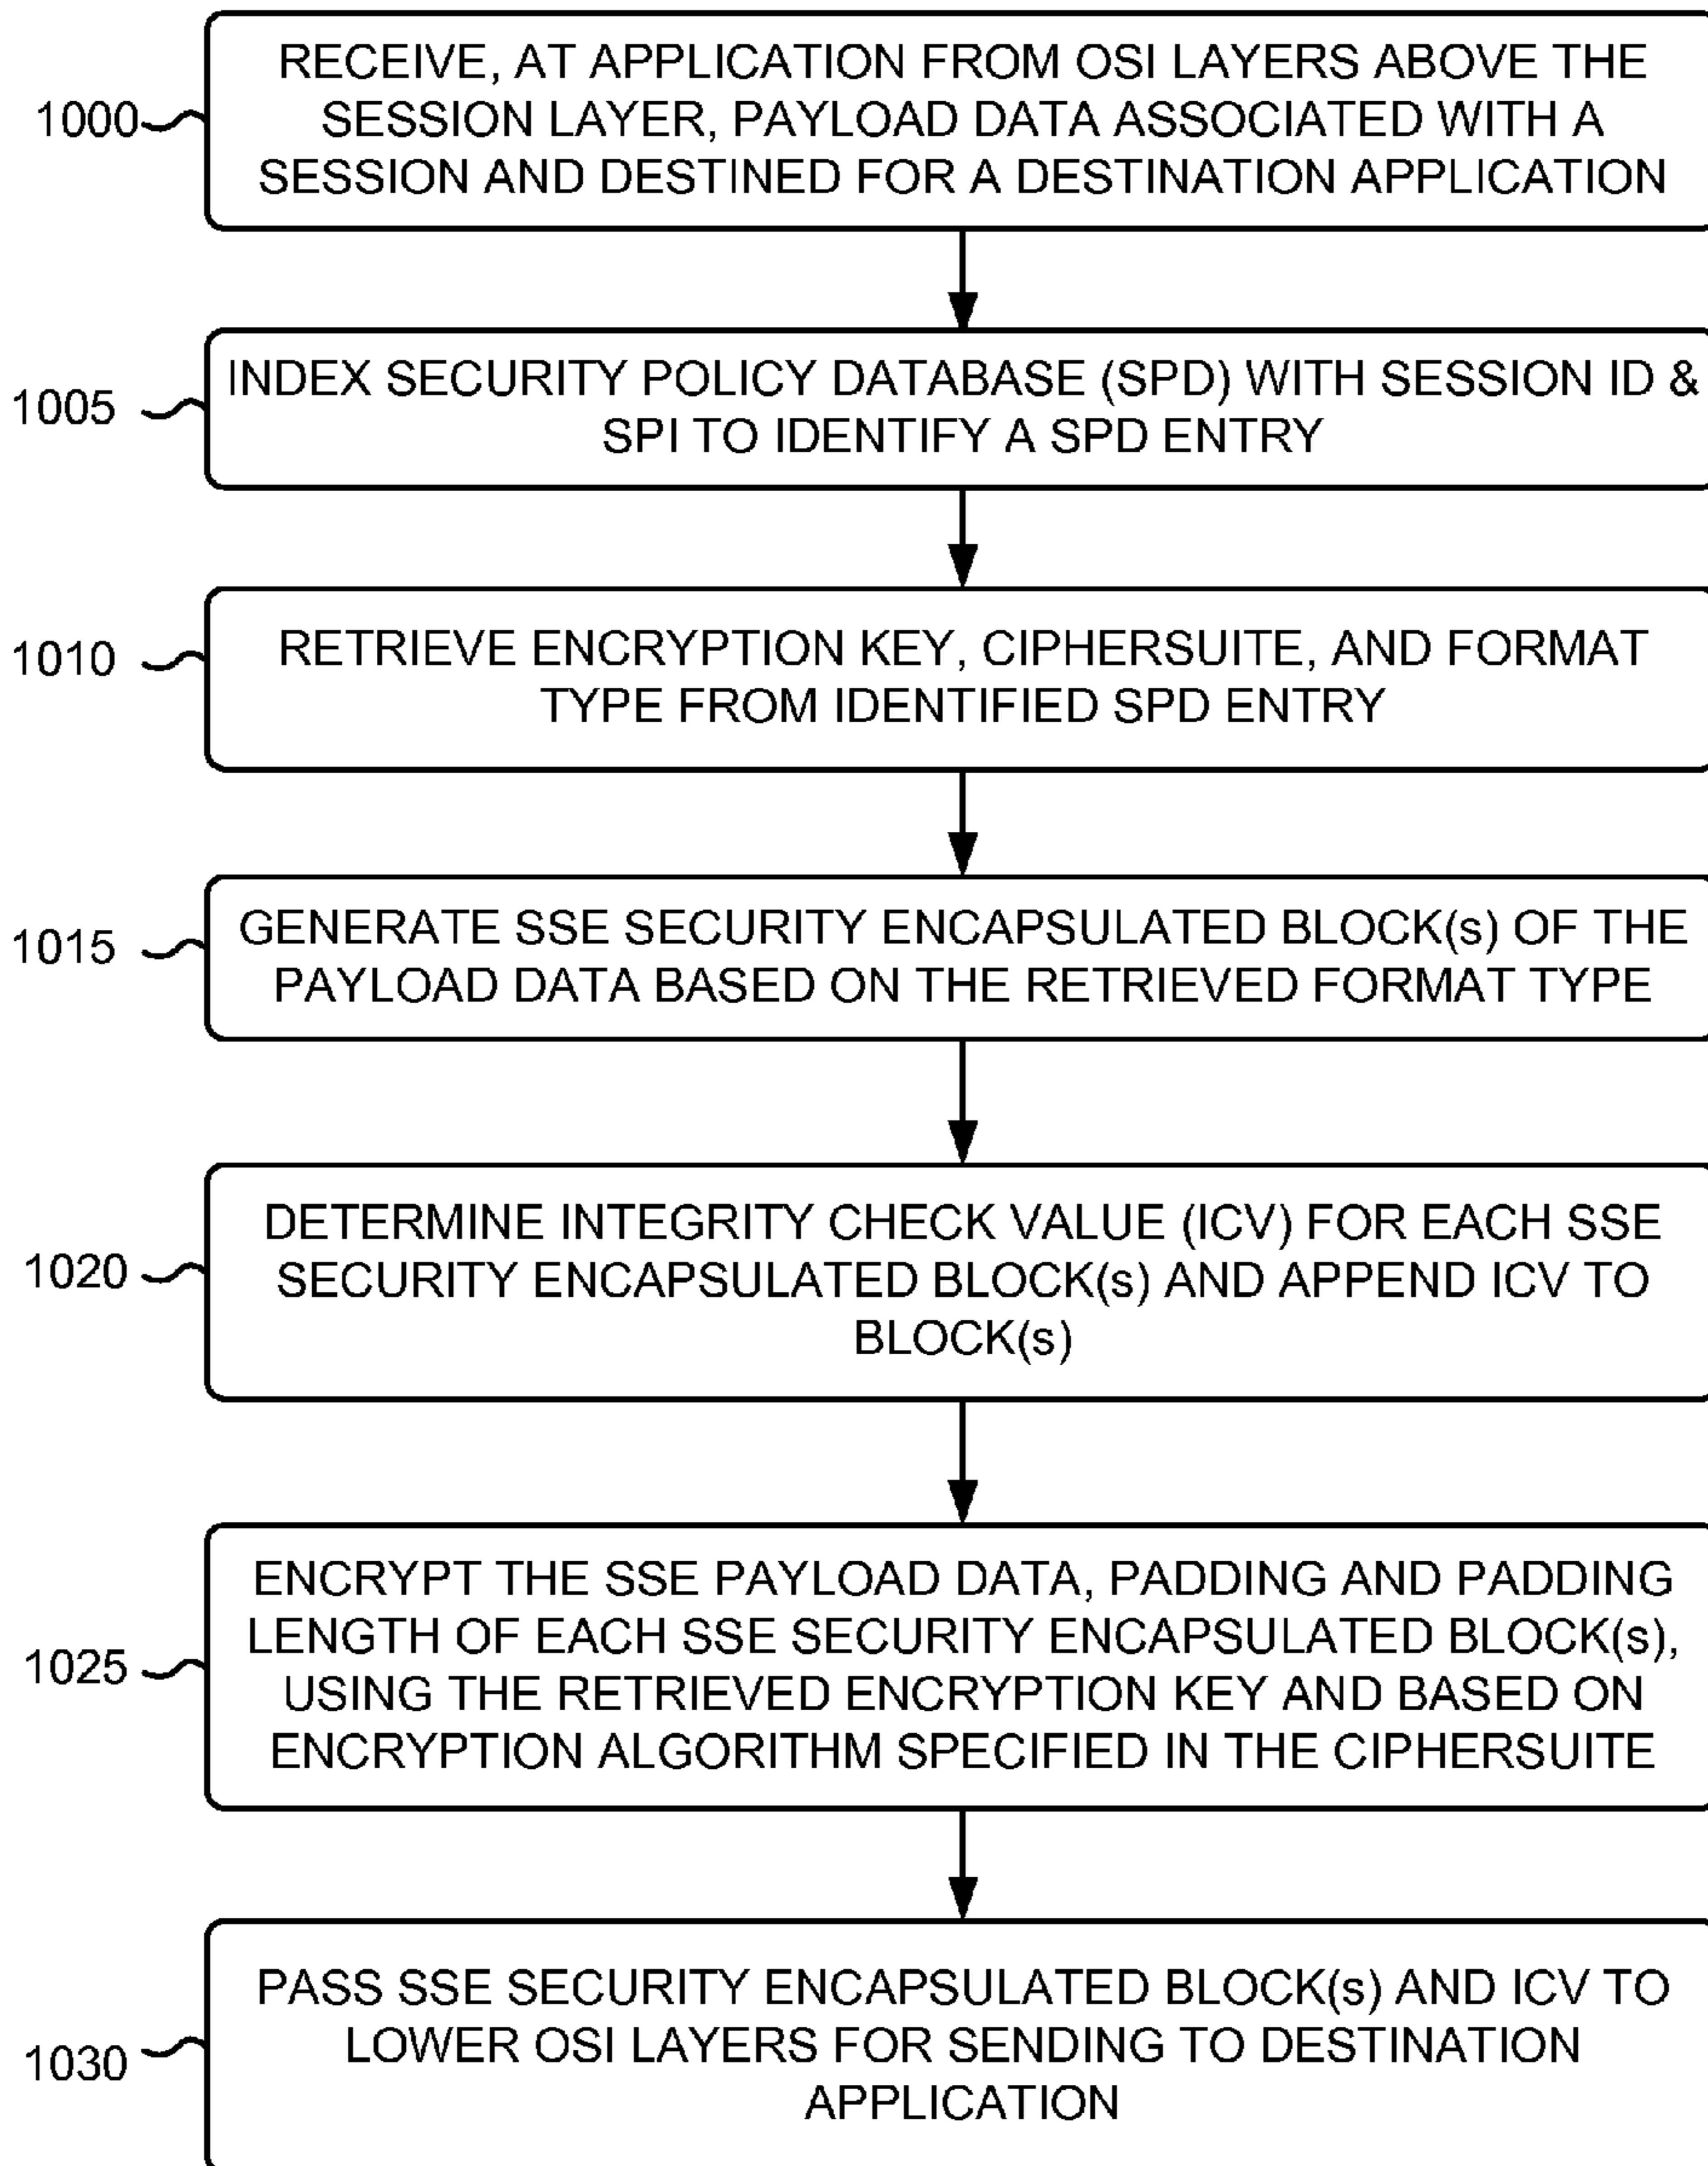 1000
RECEIVE, AT APPLICATION FROM OSI LAYERS ABOVE THE
SESSION LAYER, PAYLOAD DATA ASSOCIATED WITH A
SESSION AND DESTINED FOR A DESTINATION APPLICATION
1005
INDEX SECURITY POLICY DATABASE (SPD) WITH SESSION ID &
SPI TO IDENTIFY A SPD ENTRY
1010
RETRIEVE ENCRYPTION KEY, CIPHERSUITE, AND FORMAT
TYPE FROM IDENTIFIED SPD ENTRY
1015
GENERATE SSE SECURITY ENCAPSULATED BLOCK(s) OF THE
PAYLOAD DATA BASED ON THE RETRIEVED FORMAT TYPE
1020
DETERMINE INTEGRITY CHECK VALUE (ICV) FOR EACH SSE
SECURITY ENCAPSULATED BLOCK(s) AND APPEND ICV TO
BLOCK(s)
1025
ENCRYPT THE SSE PAYLOAD DATA, PADDING AND PADDING
LENGTH OF EACH SSE SECURITY ENCAPSULATED BLOCK(s),
USING THE RETRIEVED ENCRYPTION KEY AND BASED ON
ENCRYPTION ALGORITHM SPECIFIED IN THE CIPHERSUITE
1030
PASS SSE SECURITY ENCAPSULATED BLOCK(s) AND ICV TO
LOWER OSI LAYERS FOR SENDING TO DESTINATION
APPLICATION